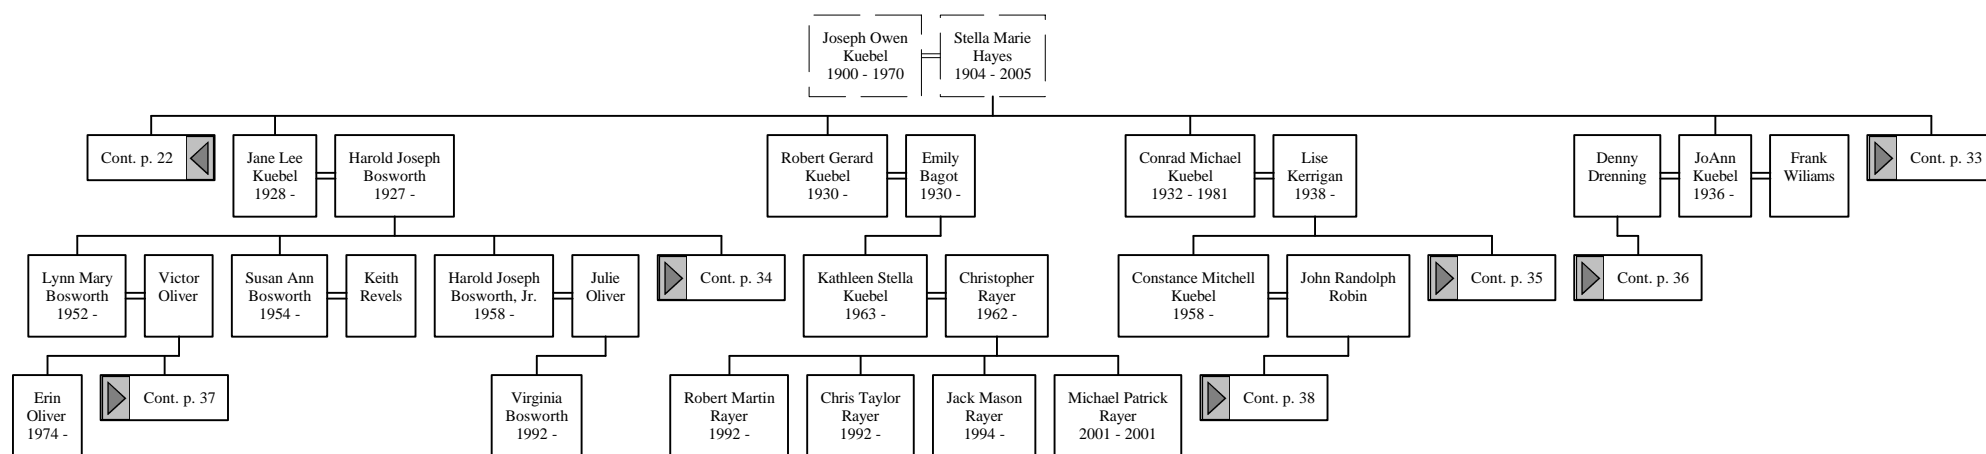 Joseph Owen
Kuebel
1900 - 1970
Stella Marie
Hayes
1904 - 2005
Cont. p. 22
Jane Lee
Kuebel
1928 -
Harold Joseph
Bosworth
1927 -
Robert Gerard
Kuebel
1930 -
Emily
Bagot
1930 -
Conrad Michael
Kuebel
1932 - 1981
Lise
Kerrigan
1938 -
Denny
Drenning
JoAnn
Kuebel
1936 -
Frank
Wiliams
Cont. p. 33
Lynn Mary
Bosworth
1952 -
Victor
Oliver
Susan Ann
Bosworth
1954 -
Keith
Revels
Harold Joseph
Bosworth, Jr.
1958 -
Julie
Oliver
Cont. p. 34
Kathleen Stella
Kuebel
1963 -
Christopher
Rayer
1962 -
Constance Mitchell
Kuebel
1958 -
John Randolph
Robin
Cont. p. 35
Cont. p. 36
Erin
Oliver
1974 -
Cont. p. 37
Virginia
Bosworth
1992 -
Robert Martin
Rayer
1992 -
Chris Taylor
Rayer
1992 -
Jack Mason
Rayer
1994 -
Michael Patrick
Rayer
2001 - 2001
Cont. p. 38